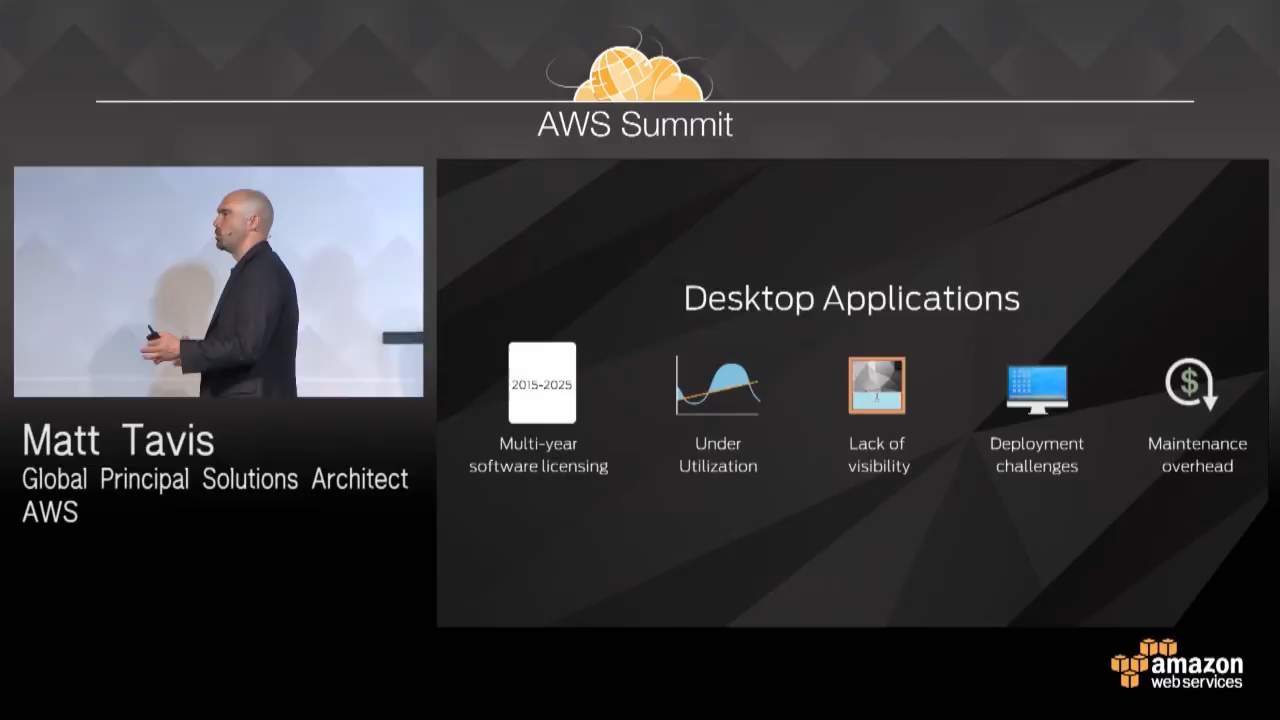 AWS Summit
Matt Tavis
Global Principal Solutions Architect
AWS
Desktop Applications
2015-2025
Multi-year
software licensing
Under
Utilization
Lack of
visibility
Deployment
challenges
$
Maintenance
overhead
amazon
web services